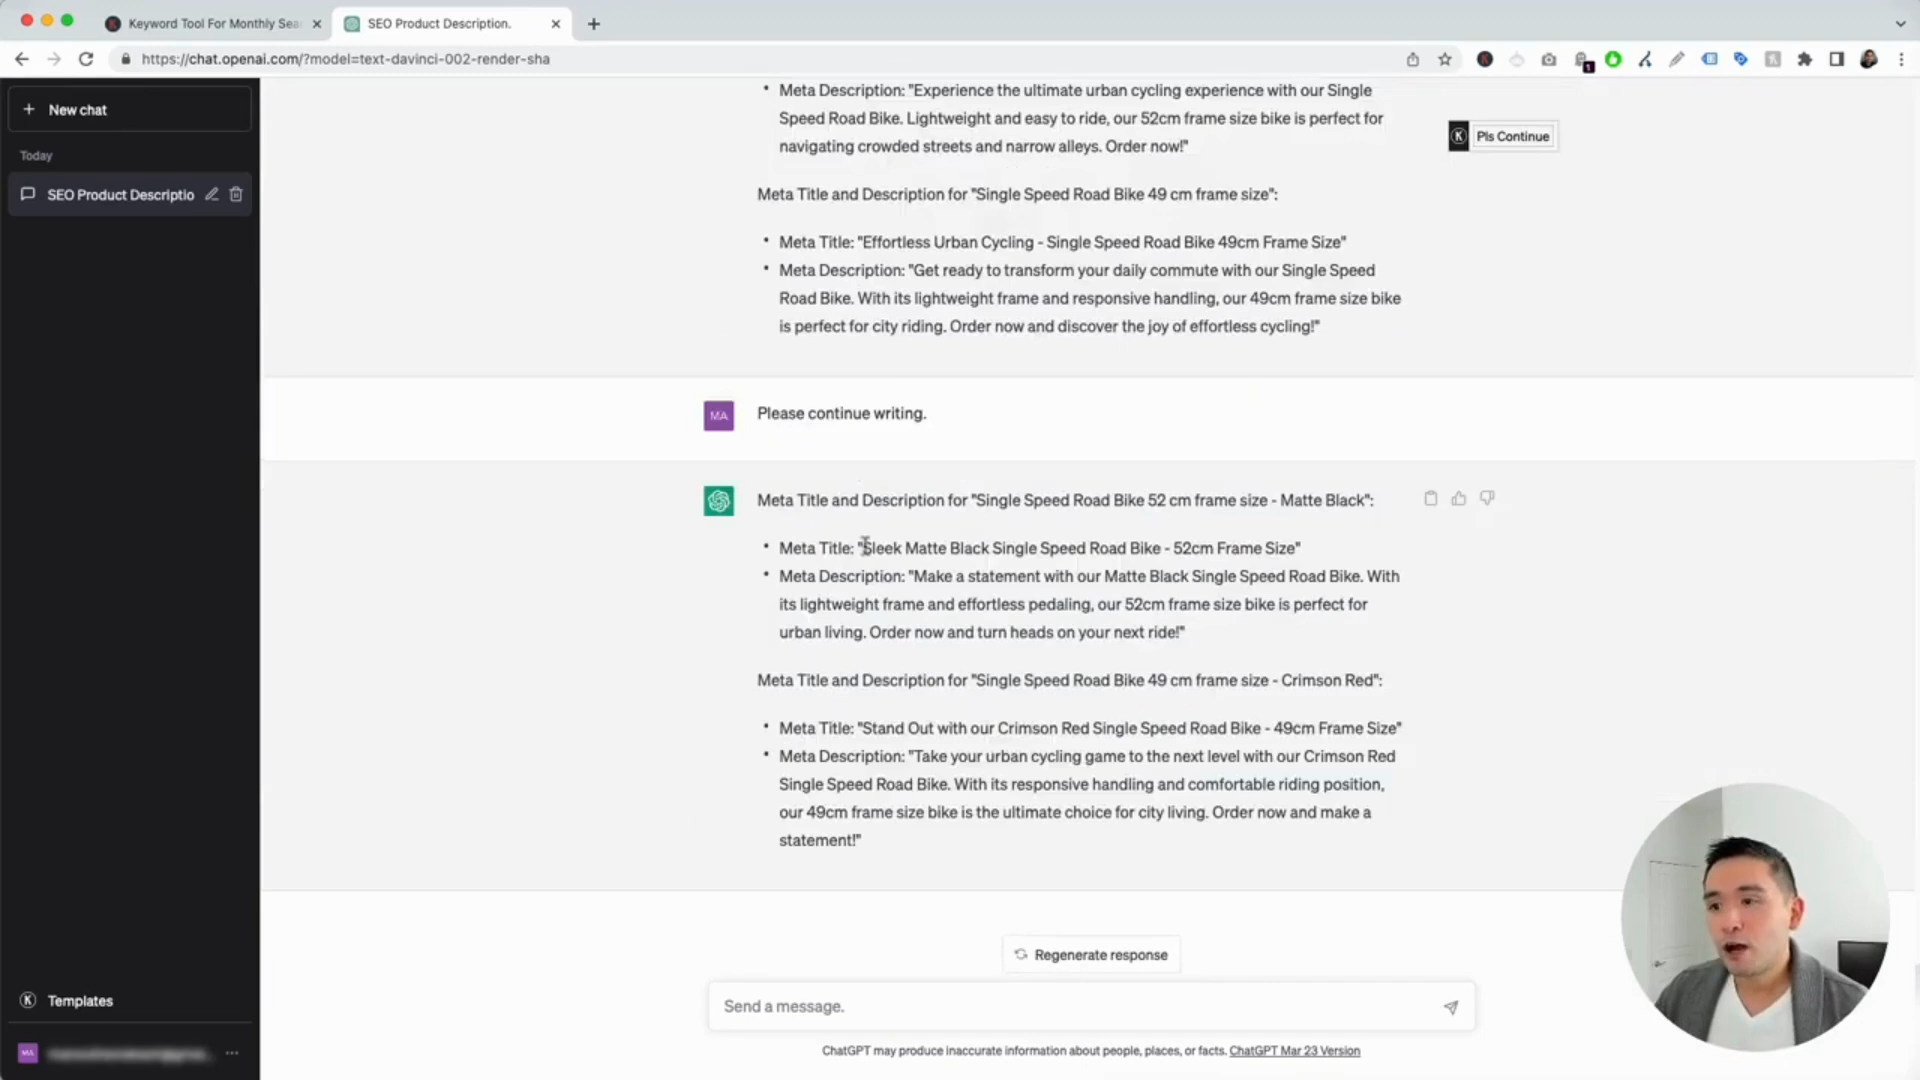 Keyword Tool For Monthly Sea
SEO Product Description.
https://chat.openai.com/?model=text-davinci-002-render-sha
New chat
Today
SEO Product Descriptio
Meta Description: "Experience the ultimate urban cycling experience with our Single
Speed Road Bike. Lightweight and easy to ride, our 52cm frame size bike is perfect for
navigating crowded streets and narrow alleys. Order now!"
Pls Continue
Meta Title and Description for "Single Speed Road Bike 49 cm frame size":
• Meta Title: "Effortless Urban Cycling - Single Speed Road Bike 49cm Frame Size"
• Meta Description: "Get ready to transform your daily commute with our Single Speed
Road Bike. With its lightweight frame and responsive handling, our 49cm frame size bike
is perfect for city riding. Order now and discover the joy of effortless cycling!"
MA
Please continue writing.
Meta Title and Description for "Single Speed Road Bike 52 cm frame size - Matte Black":
• Meta Title: "Sleek Matte Black Single Speed Road Bike - 52cm Frame Size"
• Meta Description: "Make a statement with our Matte Black Single Speed Road Bike. With
its lightweight frame and effortless pedaling, our 52cm frame size bike is perfect for
urban living. Order now and turn heads on your next ride!"
Meta Title and Description for "Single Speed Road Bike 49 cm frame size - Crimson Red":
• Meta Title: "Stand Out with our Crimson Red Single Speed Road Bike - 49cm Frame Size"
• Meta Description: "Take your urban cycling game to the next level with our Crimson Red
Single Speed Road Bike. With its responsive handling and comfortable riding position,
our 49cm frame size bike is the ultimate choice for city living. Order now and make a
statement!"
Regenerate response
Send a message.
ChatGPT may produce inaccurate information about people, places, or facts. ChatGPT Mar 23 Version
Templates
MA